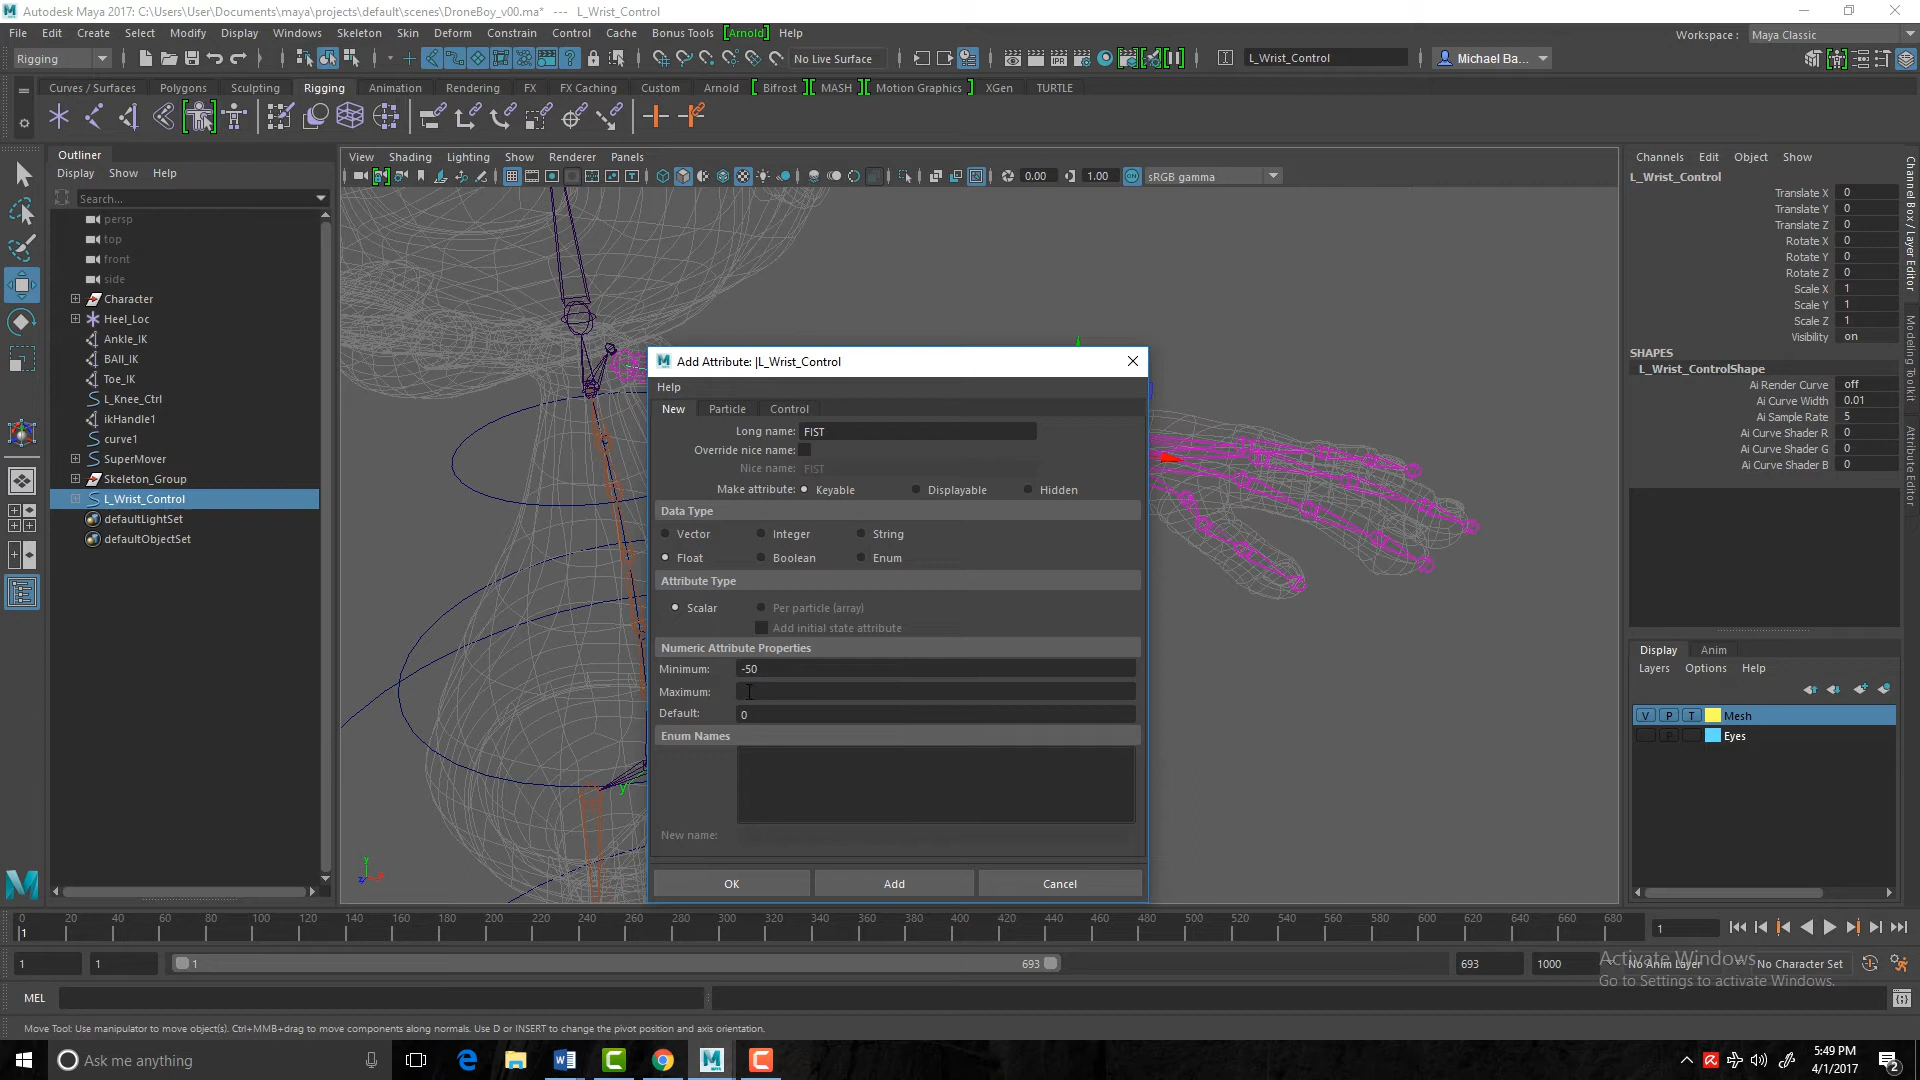 Autodesk Maya 2017: C:\Users\User\Documents\maya\projects\default\scenes\DroneBoy_v00.ma* --- L_Wrist_Control
File Edit Create Select Modify Display Windows Skeleton Skin Deform Constrain Control Cache Bonus Tools [Arnold] Help
Workspace : Maya Classic
Rigging No Live Surface L_Wrist_Control Michael Ba...
Curves / Surfaces Polygons Sculpting Rigging Animation Rendering FX FX Caching Custom Arnold [ Bifrost ] [ MASH ] [ Motion Graphics ] XGen TURTLE
Outliner
Display Show Help
Search...
persp
top
front
side
Character
Heel_Loc
Ankle_IK
BAll_IK
Toe_IK
L_Knee_Ctrl
ikHandle1
curve1
SuperMover
Skeleton_Group
L_Wrist_Control
defaultLightSet
defaultObjectSet
View Shading Lighting Show Renderer Panels
0.00 1.00 sRGB gamma
Add Attribute: |L_Wrist_Control
Help
New Particle Control
Long name: FIST
Override nice name:
Nice name: FIST
Make attribute: Keyable Displayable Hidden
Data Type
Vector Integer String
Float Boolean Enum
Attribute Type
Scalar Per particle (array)
Add initial state attribute
Numeric Attribute Properties
Minimum: -50
Maximum:
Default: 0
Enum Names
New name:
OK Add Cancel
y
y
z
Channels Edit Object Show
L_Wrist_Control
Translate X 0
Translate Y 0
Translate Z 0
Rotate X 0
Rotate Y 0
Rotate Z 0
Scale X 1
Scale Y 1
Scale Z 1
Visibility on
SHAPES
L_Wrist_ControlShape
Ai Render Curve off
Ai Curve Width 0.01
Ai Sample Rate 5
Ai Curve Shader R 0
Ai Curve Shader G 0
Ai Curve Shader B 0
Channel Box / Layer Editor
Modeling Toolkit
Attribute Editor
Display Anim
Layers Options Help
V P T Mesh
P Eyes
0 20 40 60 80 100 120 140 160 180 200 220 240 260 280 300 320 340 360 380 400 420 440 460 480 500 520 540 560 580 600 620 640 660 680
1 1
1 1 1 693 693 1000 No Anim Layer No Character Set
Activate Windows
Go to Settings to activate Windows.
MEL
Move Tool: Use manipulator to move object(s). Ctrl+MMB+drag to move components along normals. Use D or INSERT to change the pivot position and axis orientation.
Ask me anything
5:49 PM
4/1/2017
2